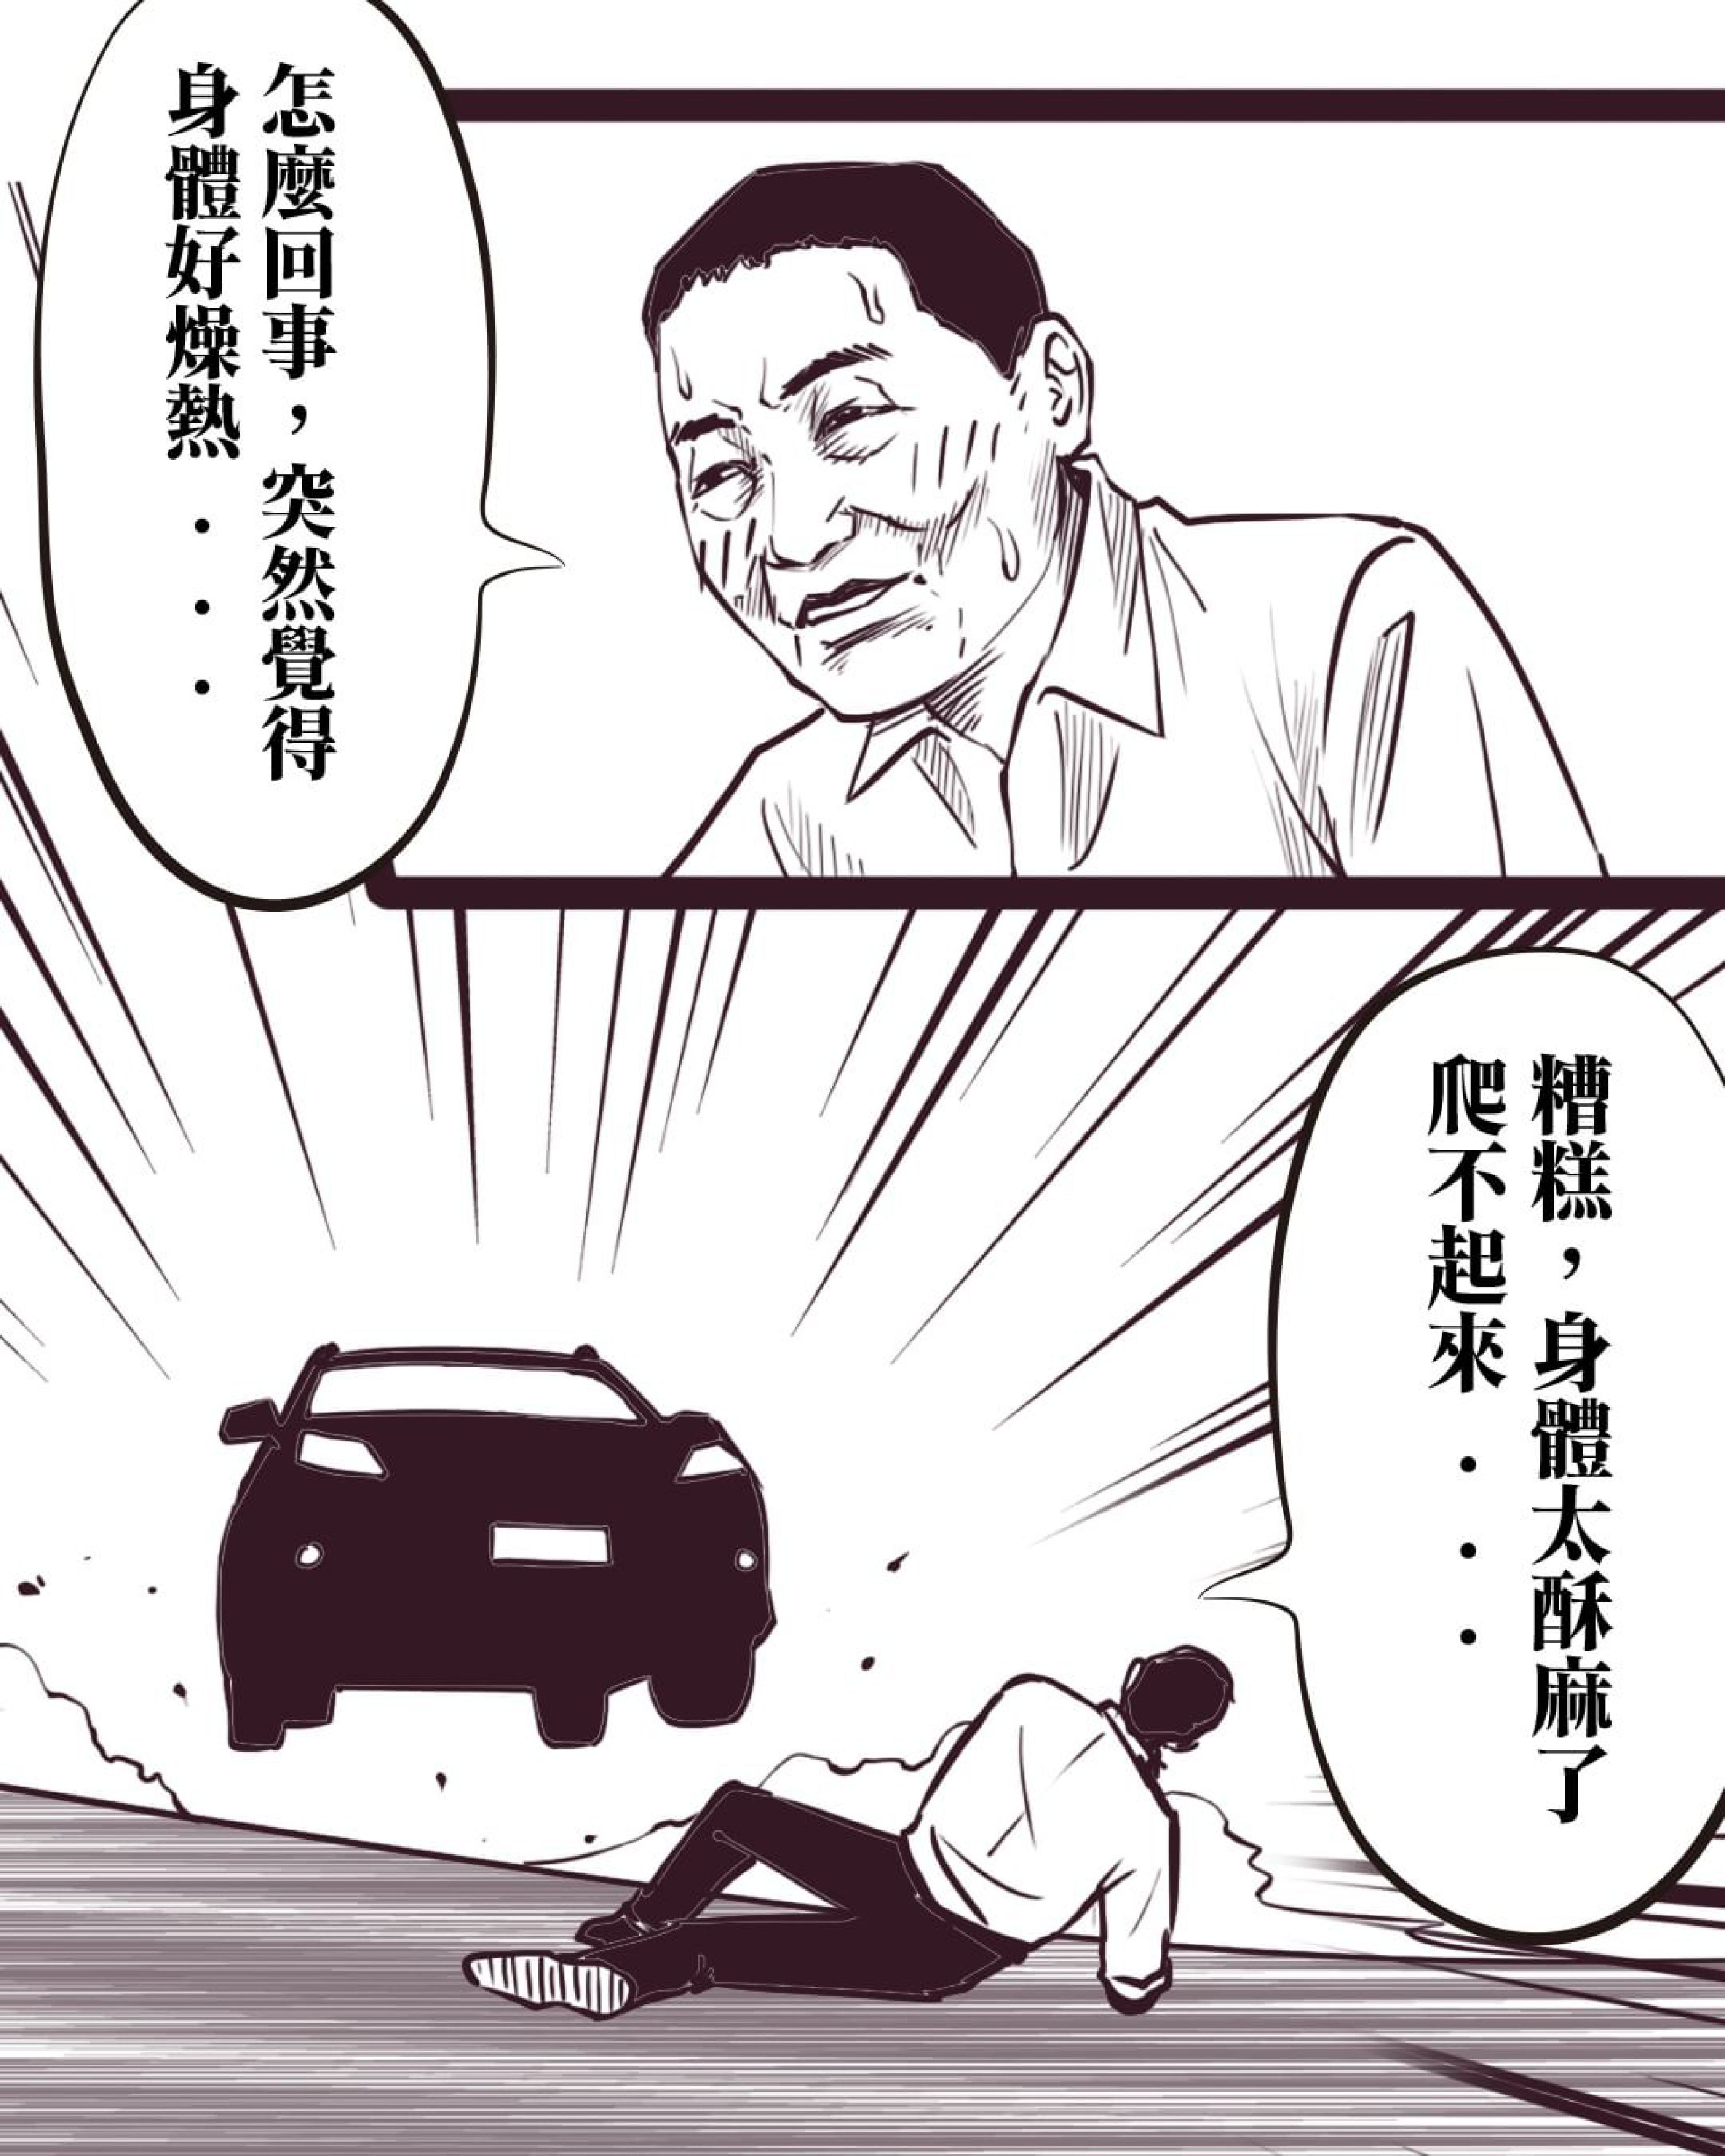 怎麼回事，突然覺得
身體好燥熱．．．
糟糕，身體太酥麻了
爬不起來．．．